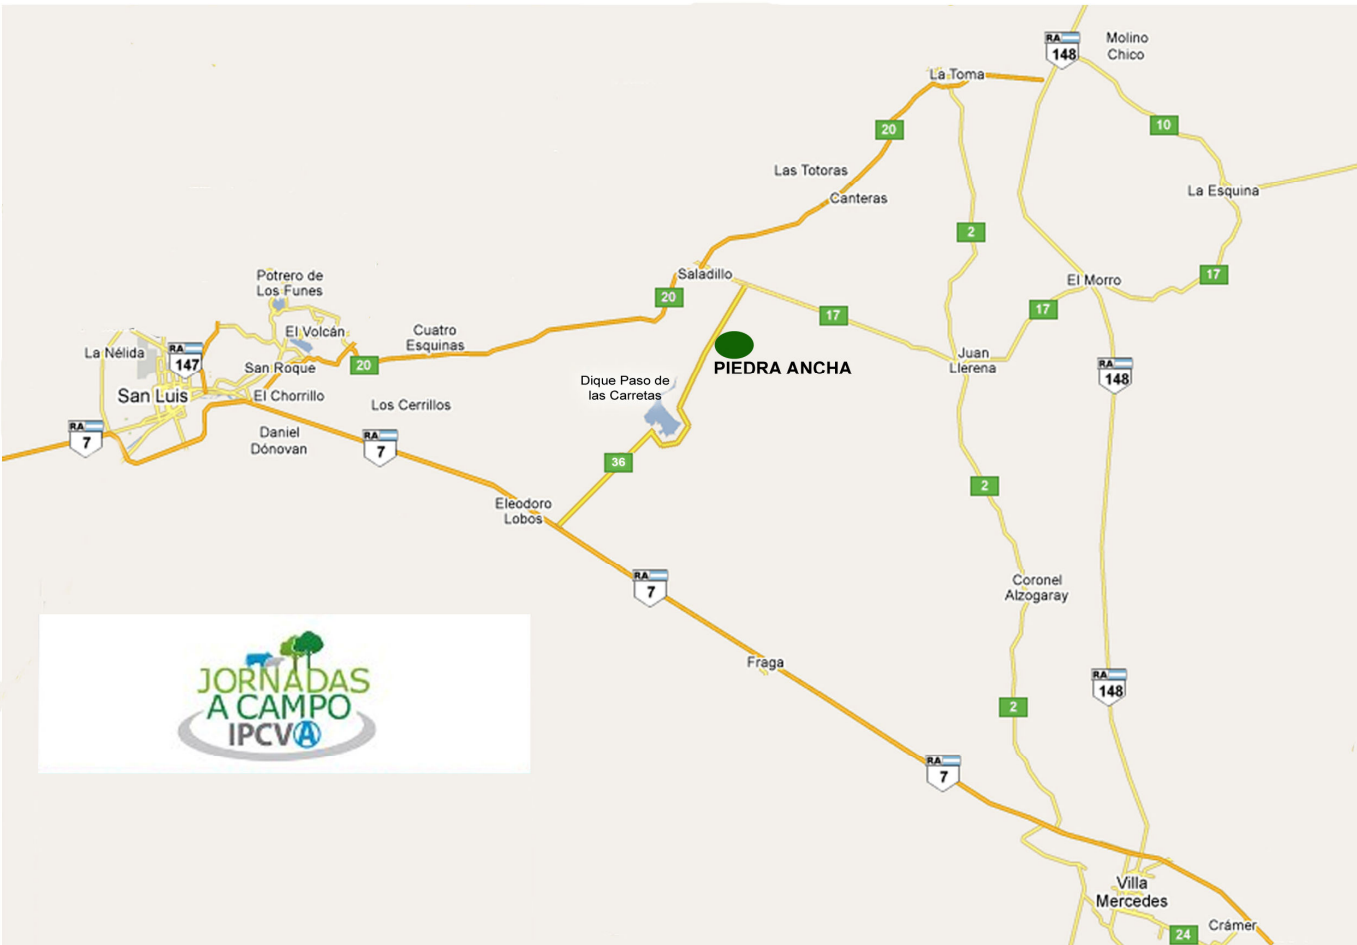 RA
148
Molino
Chico
La Toma
20
10
Las Totoras
Canteras
La Esquina
2
Saladillo
El Morro
17
Potrero de
Los Funes
20
17
17
El Volcán
Cuatro
Esquinas
La Nélida
RA
147
San Roque
20
PIEDRA ANCHA
Juan
Llerena
RA
148
San Luis
El Chorrillo
Los Cerrillos
Dique Paso de
las Carretas
RA
7
Daniel
Dónovan
RA
7
36
2
Eleodoro
Lobos
RA
7
Coronel
Alzogaray
Fraga
RA
148
2
JORNADAS
A CAMPO
IPCVA
RA
7
Villa
Mercedes
24
Crámer